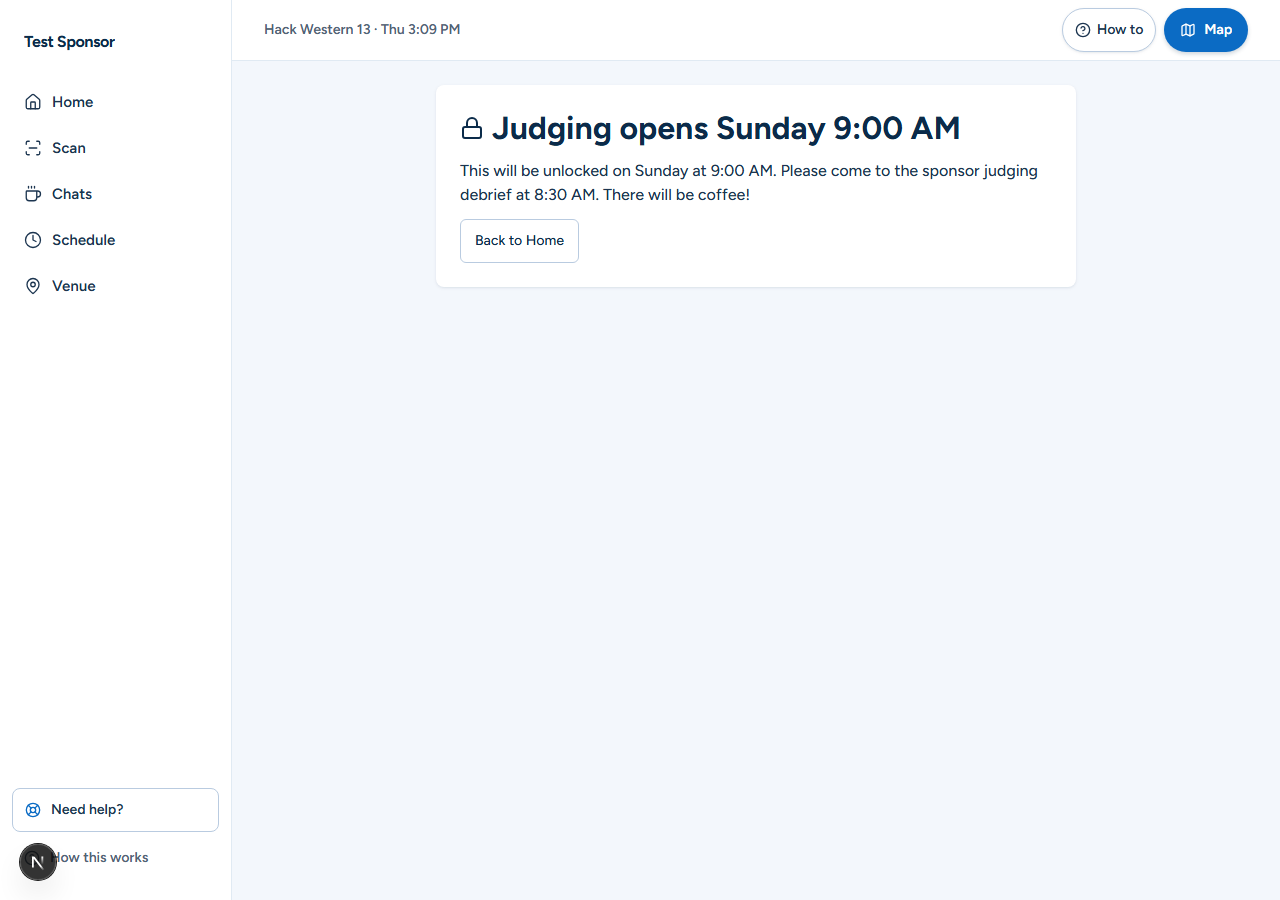 Test Sponsor
Home
Scan
Chats
Schedule
Venue
Need help?
How this works
N
Hack Western 13 · Thu 3:09 PM
How to
Map
Judging opens Sunday 9:00 AM
This will be unlocked on Sunday at 9:00 AM. Please come to the sponsor judging
debrief at 8:30 AM. There will be coffee!
Back to Home